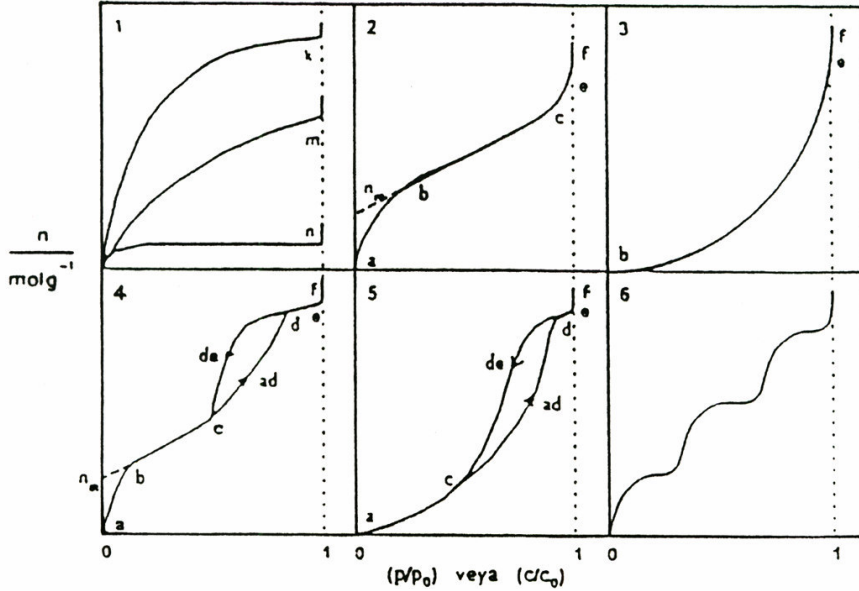 1
k
m
n
2
f
e
c
n m
b
a
3
f
e
b
n
molg⁻¹
4
f
e
d
de
ad
c
n m
b
a
5
f
e
d
de
ad
c
a
6
0 1 0 1 0 1
(p/p₀) veya (c/c₀)